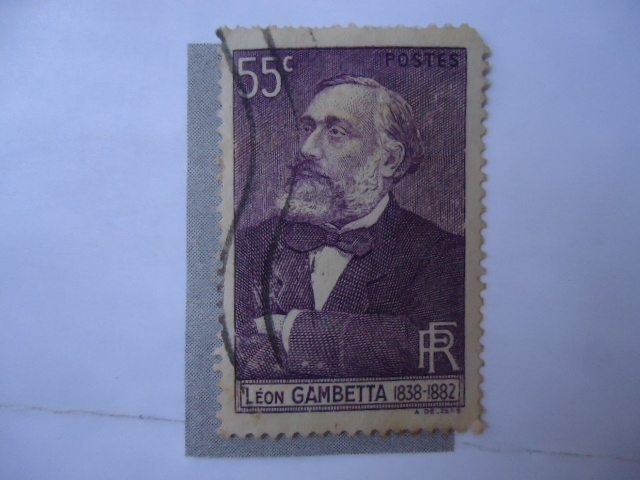 55c
POSTES
RF
LÉON GAMBETTA 1838-1882